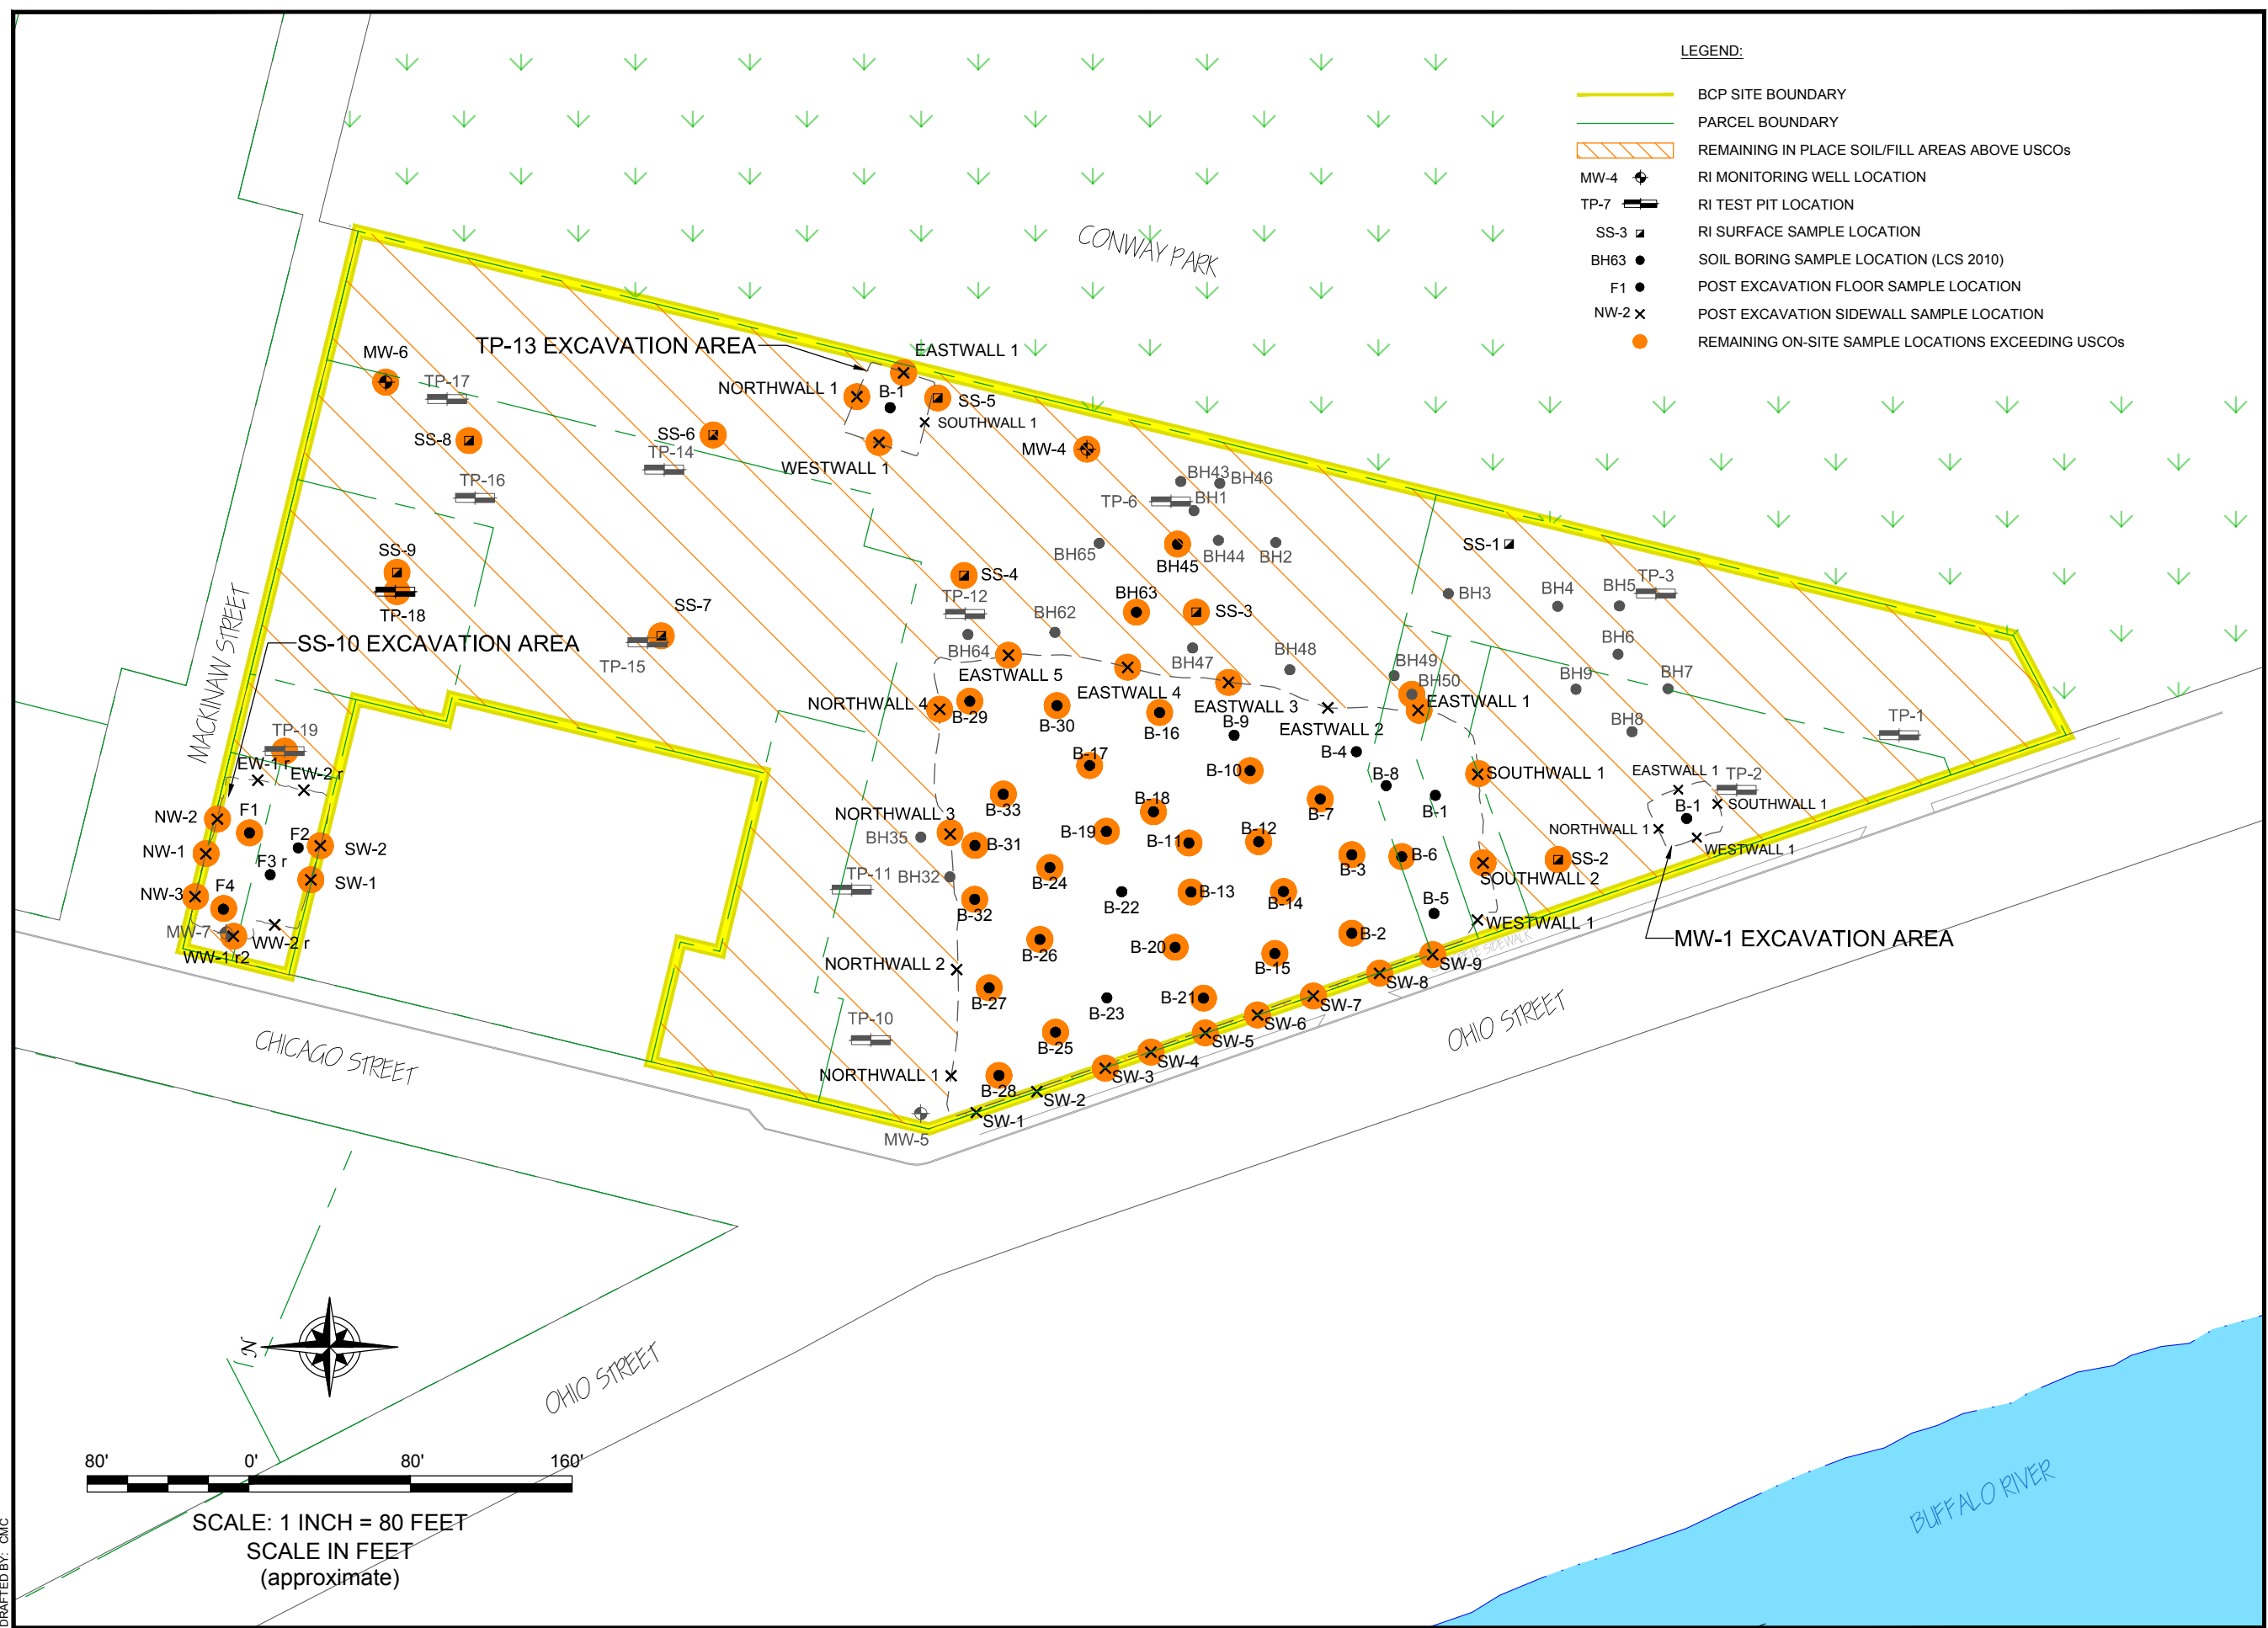 LEGEND:
BCP SITE BOUNDARY
PARCEL BOUNDARY
REMAINING IN PLACE SOIL/FILL AREAS ABOVE USCOs
MW-4 RI MONITORING WELL LOCATION
TP-7 RI TEST PIT LOCATION
SS-3 RI SURFACE SAMPLE LOCATION
BH63 SOIL BORING SAMPLE LOCATION (LCS 2010)
F1 POST EXCAVATION FLOOR SAMPLE LOCATION
NW-2 POST EXCAVATION SIDEWALL SAMPLE LOCATION
REMAINING ON-SITE SAMPLE LOCATIONS EXCEEDING USCOs
CONWAY PARK
TP-13 EXCAVATION AREA
EASTWALL 1
MW-6
TP-17
NORTHWALL 1
B-1
SS-5
SOUTHWALL 1
SS-8
SS-6
TP-14
WESTWALL 1
MW-4
TP-16
BH43
BH46
TP-6
BH1
SS-9
BH65
BH45
BH44
BH2
SS-1
TP-18
SS-4
TP-12
BH63
SS-3
BH3
BH4
BH5
TP-3
MACKINAW STREET
SS-10 EXCAVATION AREA
SS-7
TP-15
BH62
BH64
BH47
BH48
BH49
BH50
BH6
BH9
BH7
BH8
TP-1
EASTWALL 5
EASTWALL 4
EASTWALL 3
EASTWALL 2
EASTWALL 1
NORTHWALL 4
B-29
B-30
B-16
B-9
B-4
B-17
B-10
B-8
SOUTHWALL 1
TP-19
EW-1 r
EW-2 r
NW-2
F1
F2
SW-2
NW-1
F3 r
SW-1
NW-3
F4
MW-7
WW-2 r
WW-1 r2
B-33
B-18
B-7
B-1
NORTHWALL 3
BH35
B-31
B-19
B-11
B-12
B-3
B-6
SS-2
SOUTHWALL 2
EASTWALL 1
TP-2
B-1
SOUTHWALL 1
NORTHWALL 1
WESTWALL 1
MW-1 EXCAVATION AREA
TP-11
BH32
B-24
B-32
B-22
B-13
B-14
B-5
WESTWALL 1
B-26
B-20
B-15
B-2
NORTHWALL 2
B-27
B-23
B-21
SW-9
SW-8
SW-7
SW-6
SW-5
SW-4
SW-3
SW-2
SW-1
TP-10
B-25
NORTHWALL 1
B-28
MW-5
SIDEWALK
CHICAGO STREET
OHIO STREET
OHIO STREET
BUFFALO RIVER
N
80' 0' 80' 160'
SCALE: 1 INCH = 80 FEET
SCALE IN FEET
(approximate)
DRAFTED BY: CMC